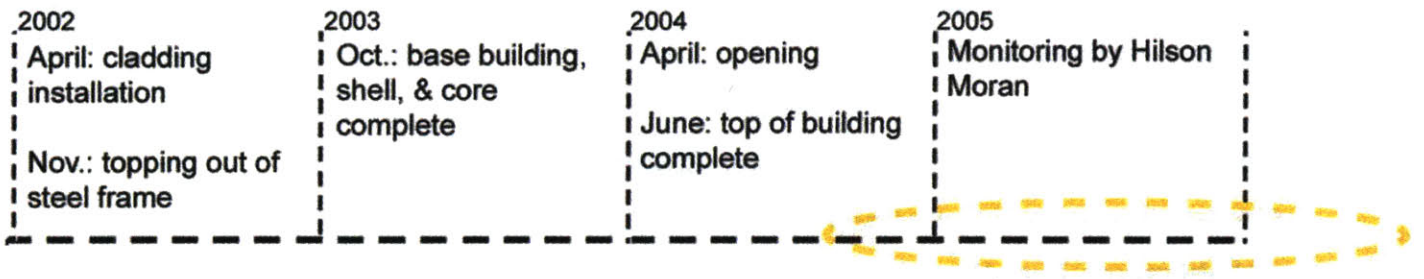 2002
April: cladding
installation
Nov.: topping out of
steel frame
2003
Oct.: base building,
shell, & core
complete
2004
April: opening
June: top of building
complete
2005
Monitoring by Hilson
Moran